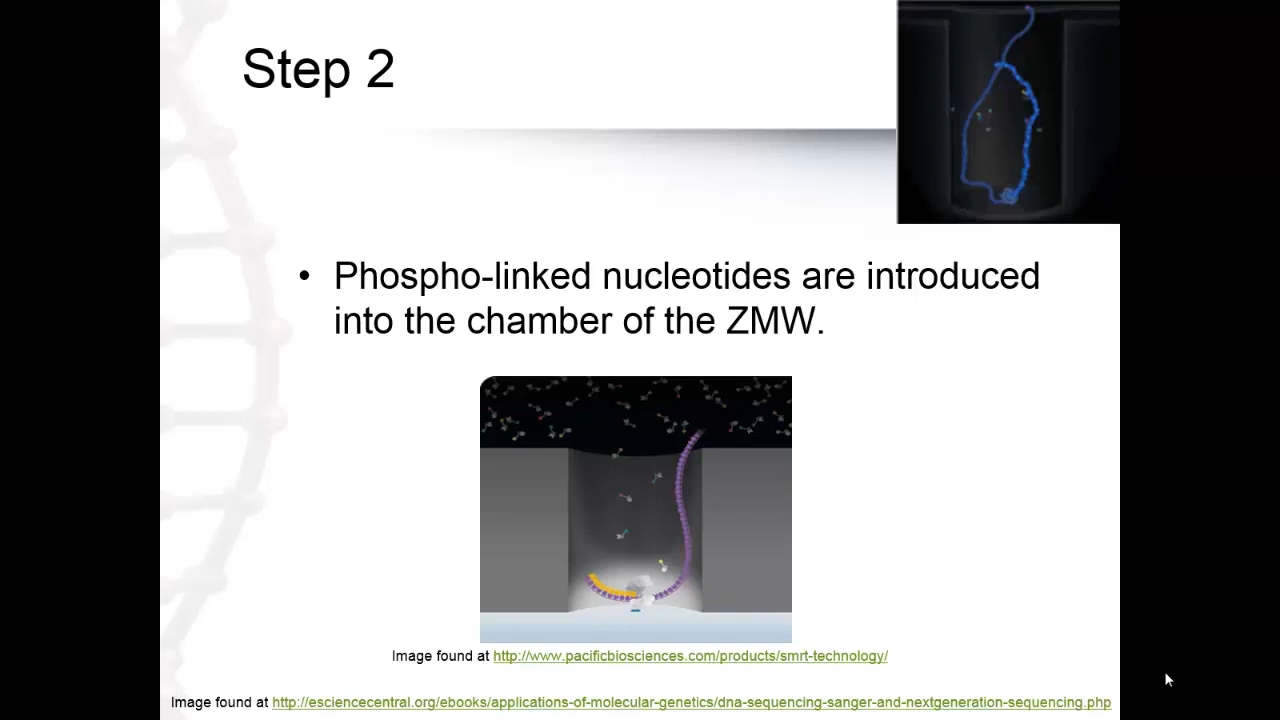 Step 2
• Phospho-linked nucleotides are introduced
into the chamber of the ZMW.
Image found at http://www.pacificbiosciences.com/products/smrt-technology/
Image found at http://esciencecentral.org/ebooks/applications-of-molecular-genetics/dna-sequencing-sanger-and-nextgeneration-sequencing.php